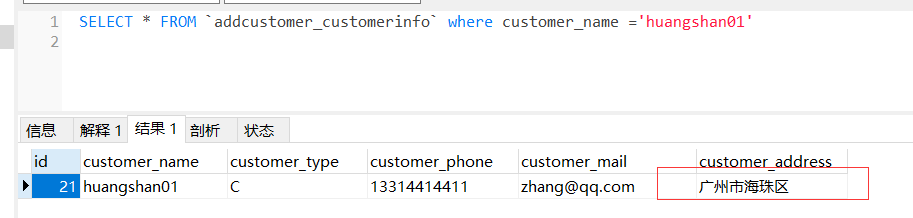 1 SELECT * FROM `addcustomer_customerinfo` where customer_name ='huangshan01'
2
信息 解释 1 结果 1 剖析 状态
id customer_name customer_type customer_phone customer_mail customer_address
21 huangshan01 C 13314414411 zhang@qq.com 广州市海珠区